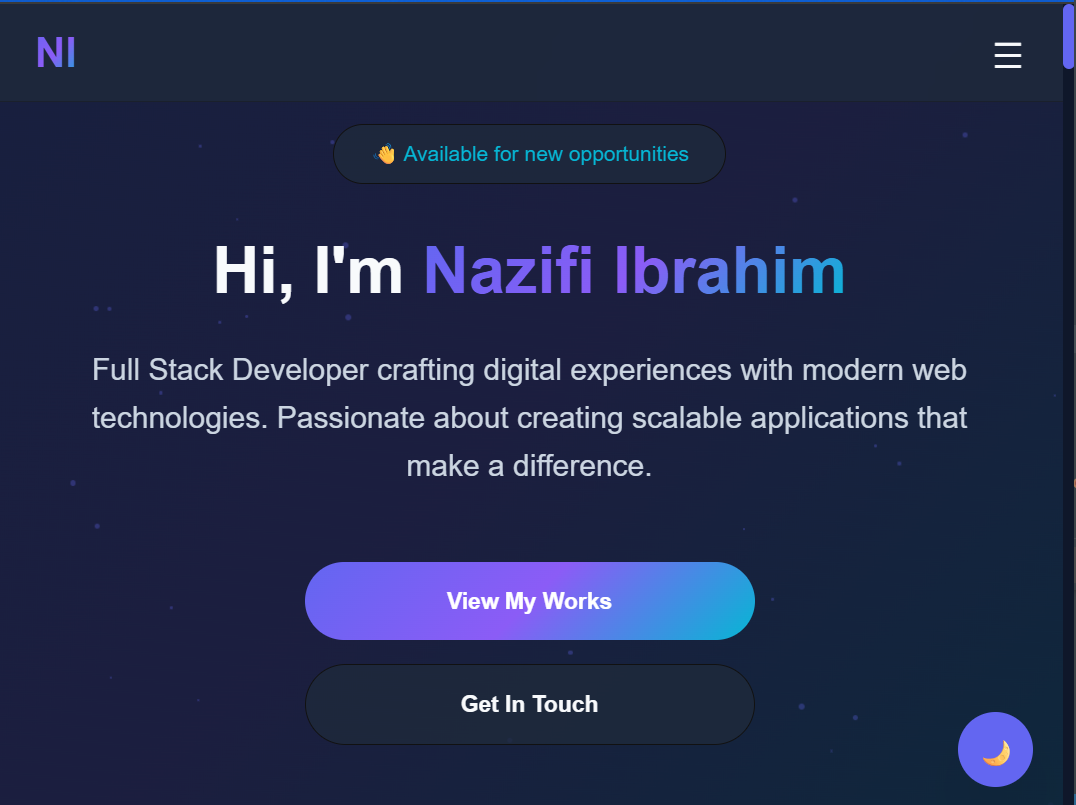 NI
👋 Available for new opportunities
Hi, I'm Nazifi Ibrahim
Full Stack Developer crafting digital experiences with modern web
technologies. Passionate about creating scalable applications that
make a difference.
View My Works
Get In Touch